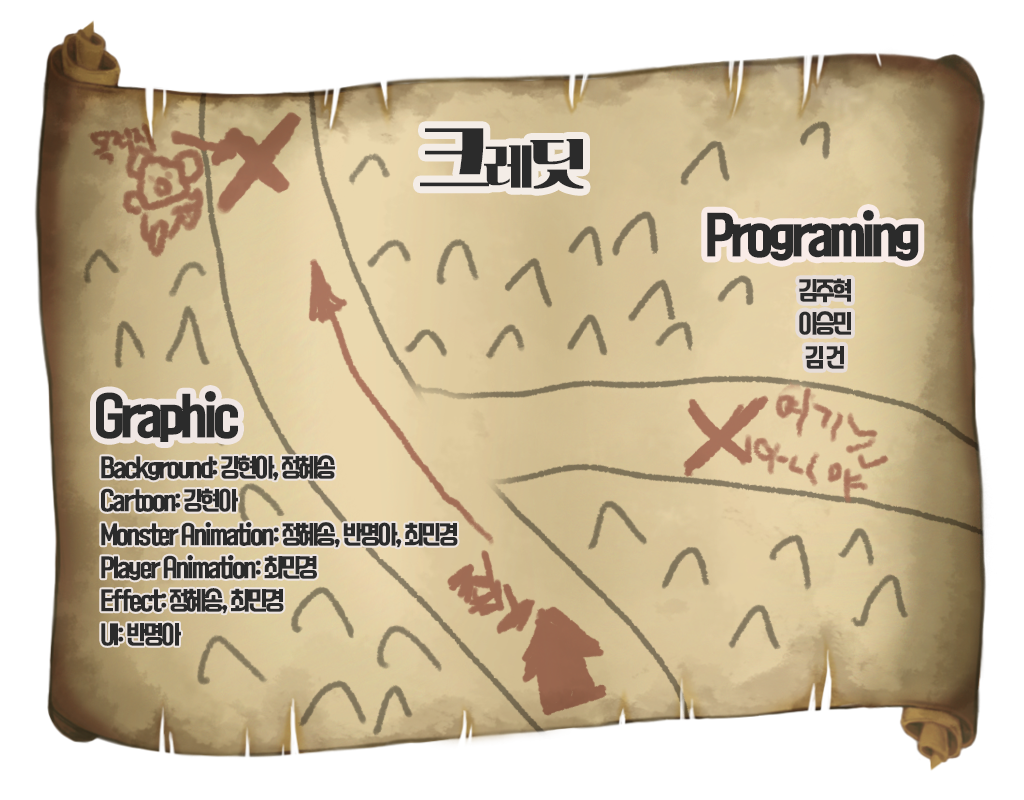 목적지
크레딧
Programing
김주혁
이승민
김 건
Graphic
Background: 강현아, 정혜송
Cartoon: 강현아
Monster Animation: 정혜송, 반명아, 최민경
Player Animation: 최민경
Effect: 정혜송, 최민경
UI: 반명아
여기는
아니야